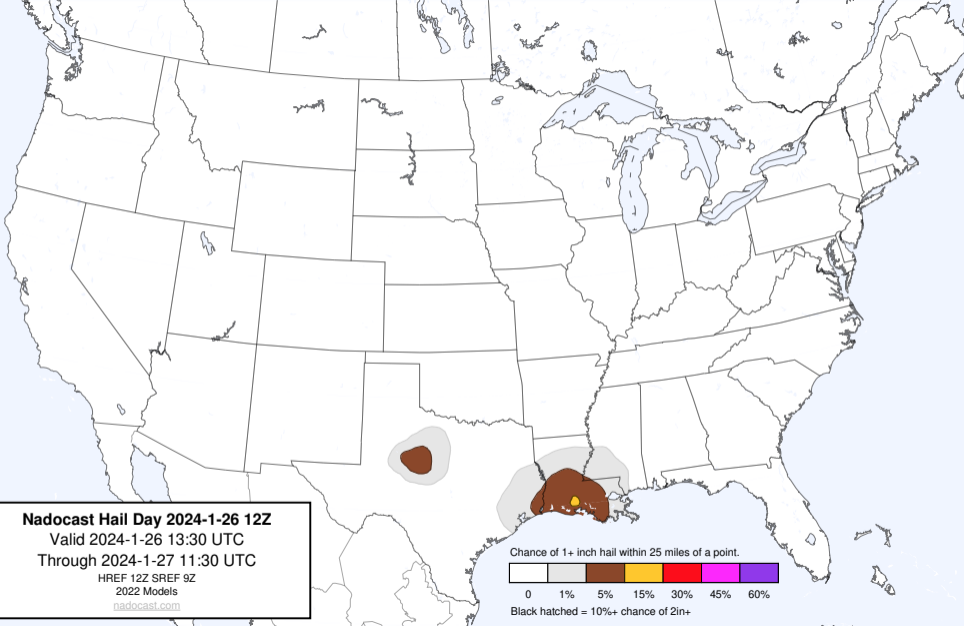 Nadocast Hail Day 2024-1-26 12Z
Valid 2024-1-26 13:30 UTC
Through 2024-1-27 11:30 UTC
HREF 12Z SREF 9Z
2022 Models
nadocast.com
Chance of 1+ inch hail within 25 miles of a point.
0 1% 5% 15% 30% 45% 60%
Black hatched = 10%+ chance of 2in+